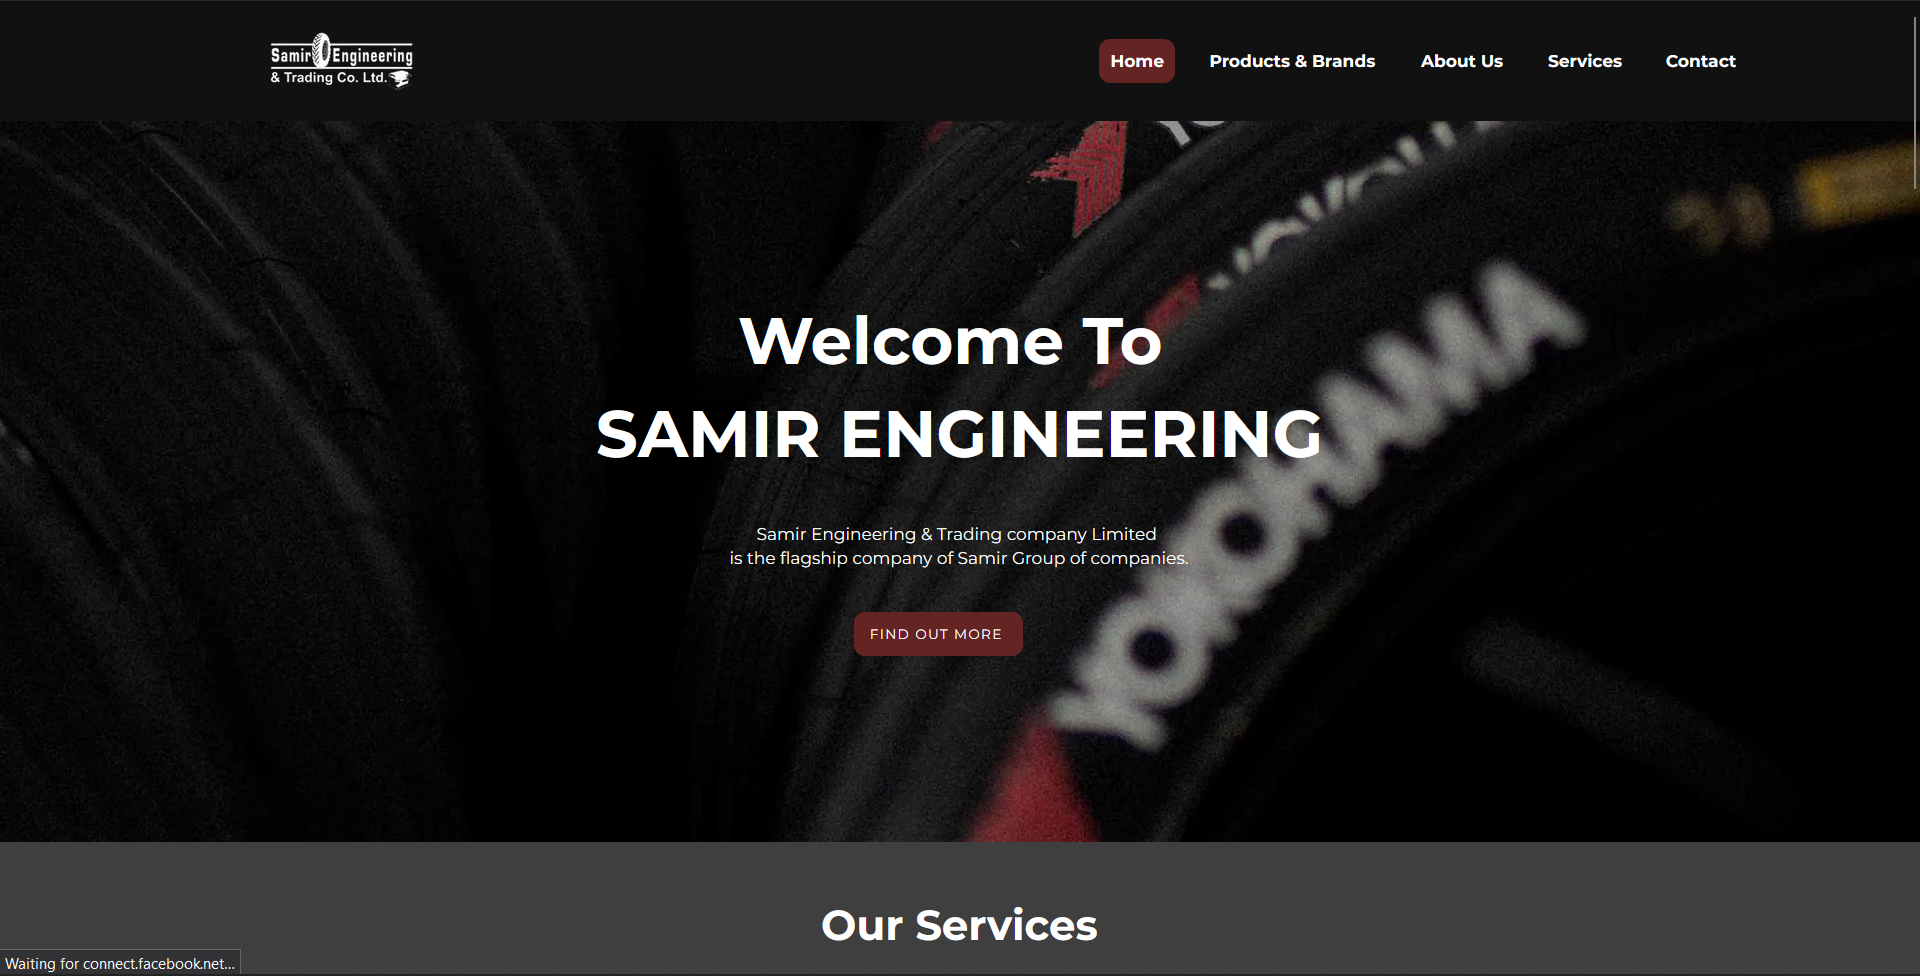 Samir Engineering
& Trading Co. Ltd.
Home
Products & Brands
About Us
Services
Contact
YOKOHAMA
Welcome To
SAMIR ENGINEERING
Samir Engineering & Trading company Limited
is the flagship company of Samir Group of companies.
FIND OUT MORE
Our Services
Waiting for connect.facebook.net...